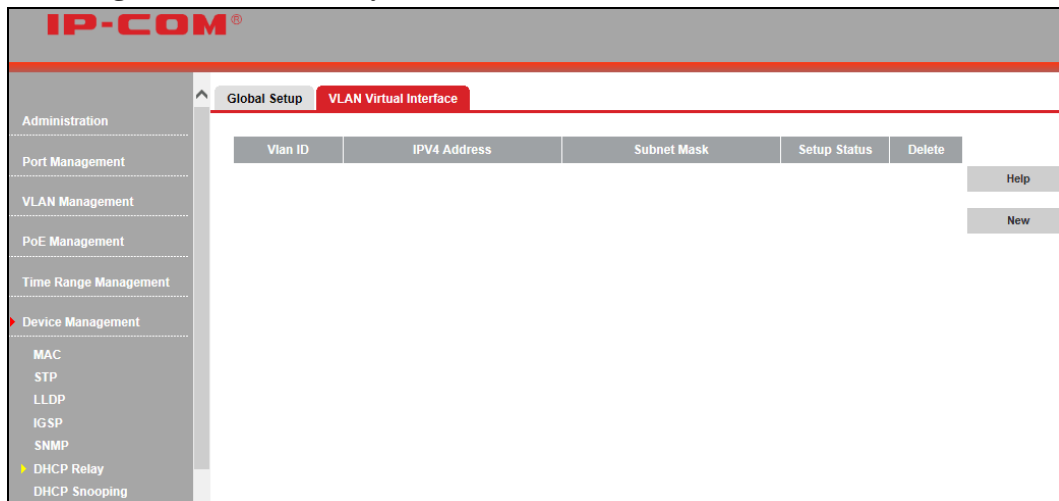 IP-COM®
Global Setup VLAN Virtual Interface
Administration
Vlan ID IPV4 Address Subnet Mask Setup Status Delete
Port Management
Help
VLAN Management
New
PoE Management
Time Range Management
Device Management
MAC
STP
LLDP
IGSP
SNMP
DHCP Relay
DHCP Snooping